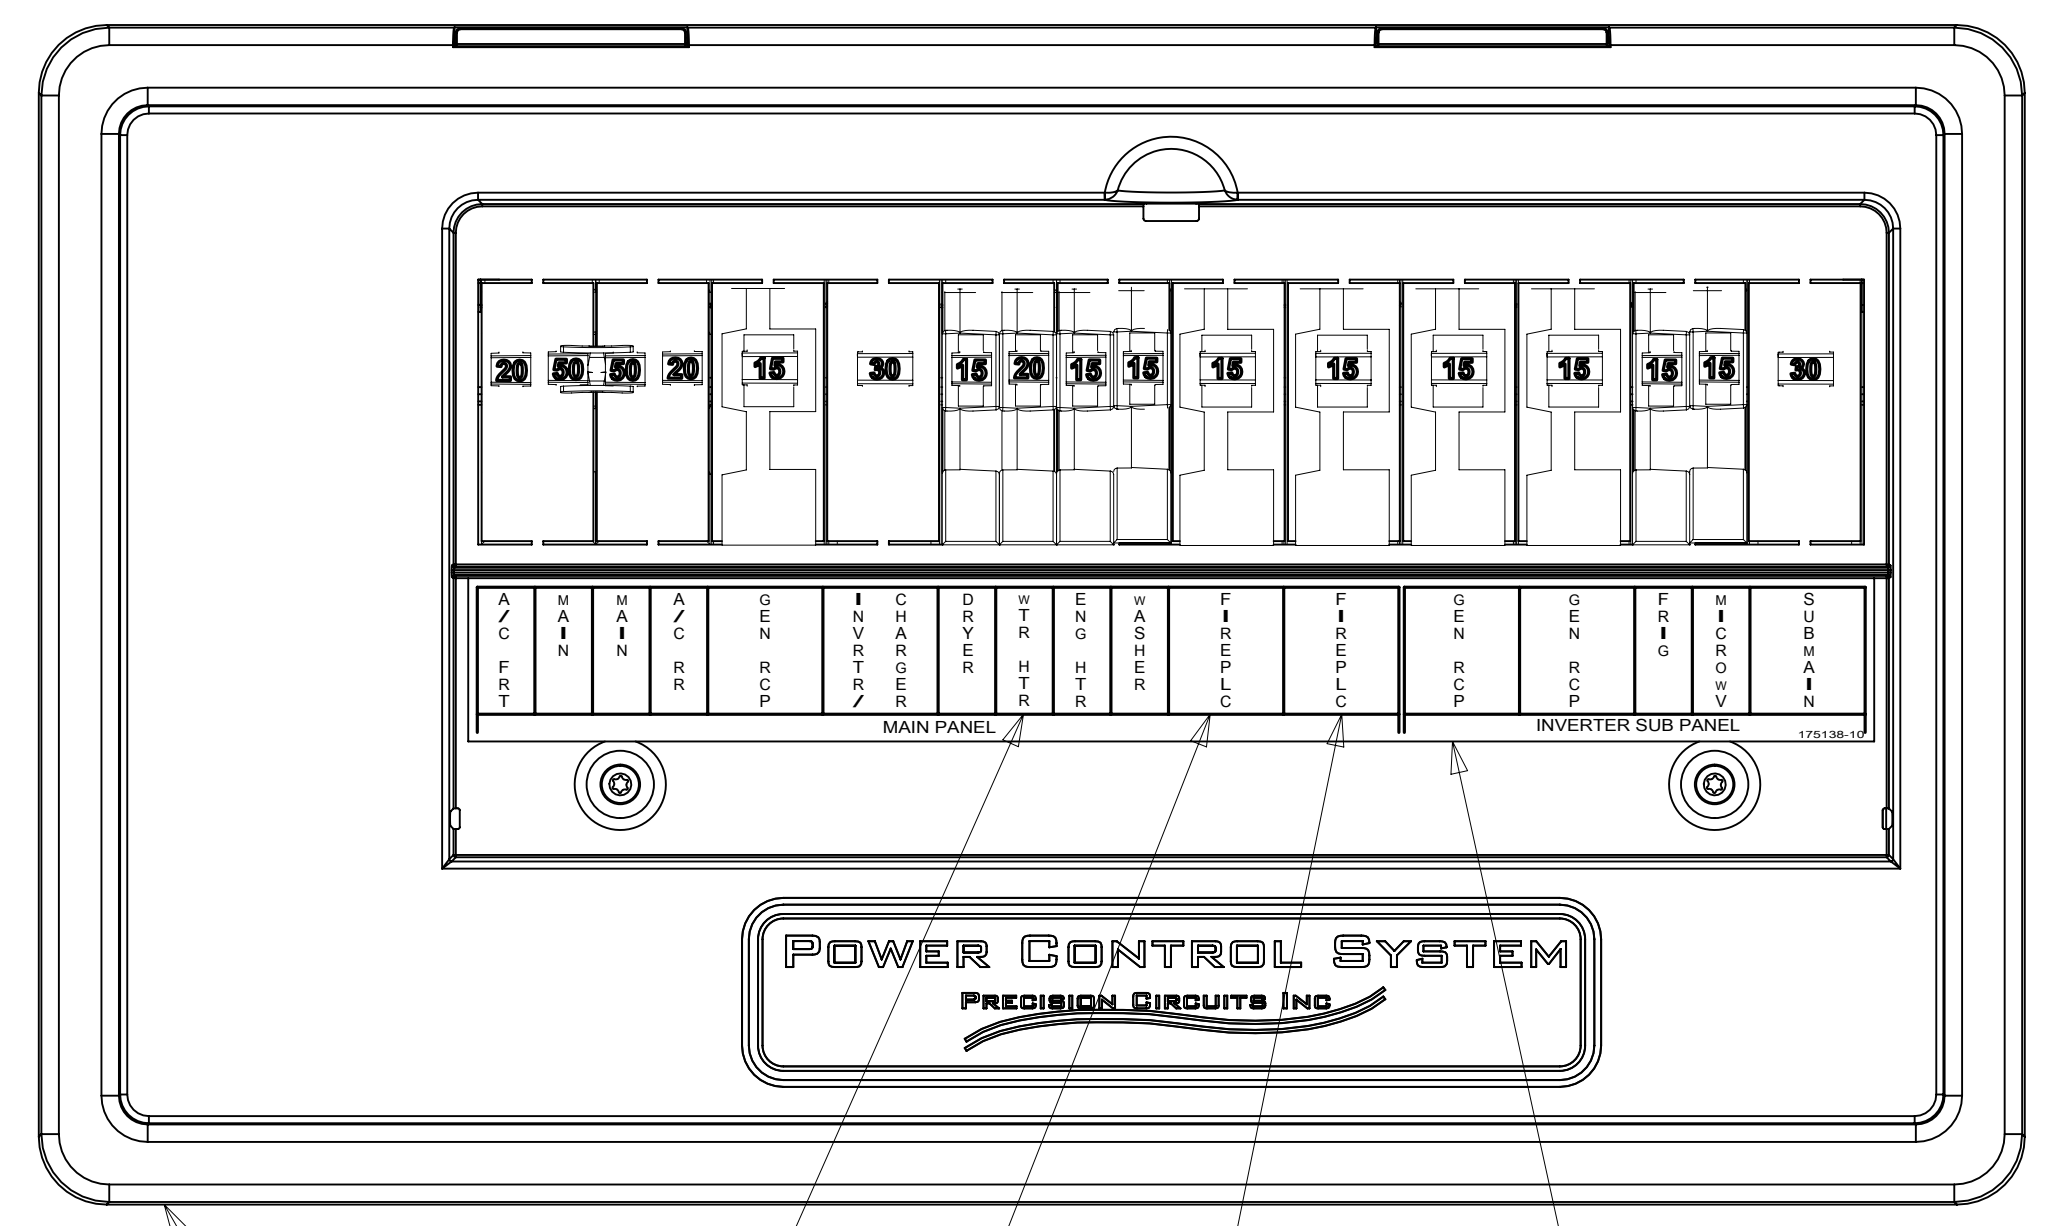 20 50 50 20 15 30 15 20 15 15 15 15 15 15 15 15 30
A/C FRT
MAIN
MAIN
A/C RR
GEN RCP
INVRTR/
CHARGER
DRYER
WTR HTR
ENG HTR
WASHER
FIREPLC
FIREPLC
GEN RCP
GEN RCP
FRIG
MICROWV
SUBMAIN
MAIN PANEL
INVERTER SUB PANEL
175138-10
POWER CONTROL SYSTEM
PRECISION CIRCUITS INC